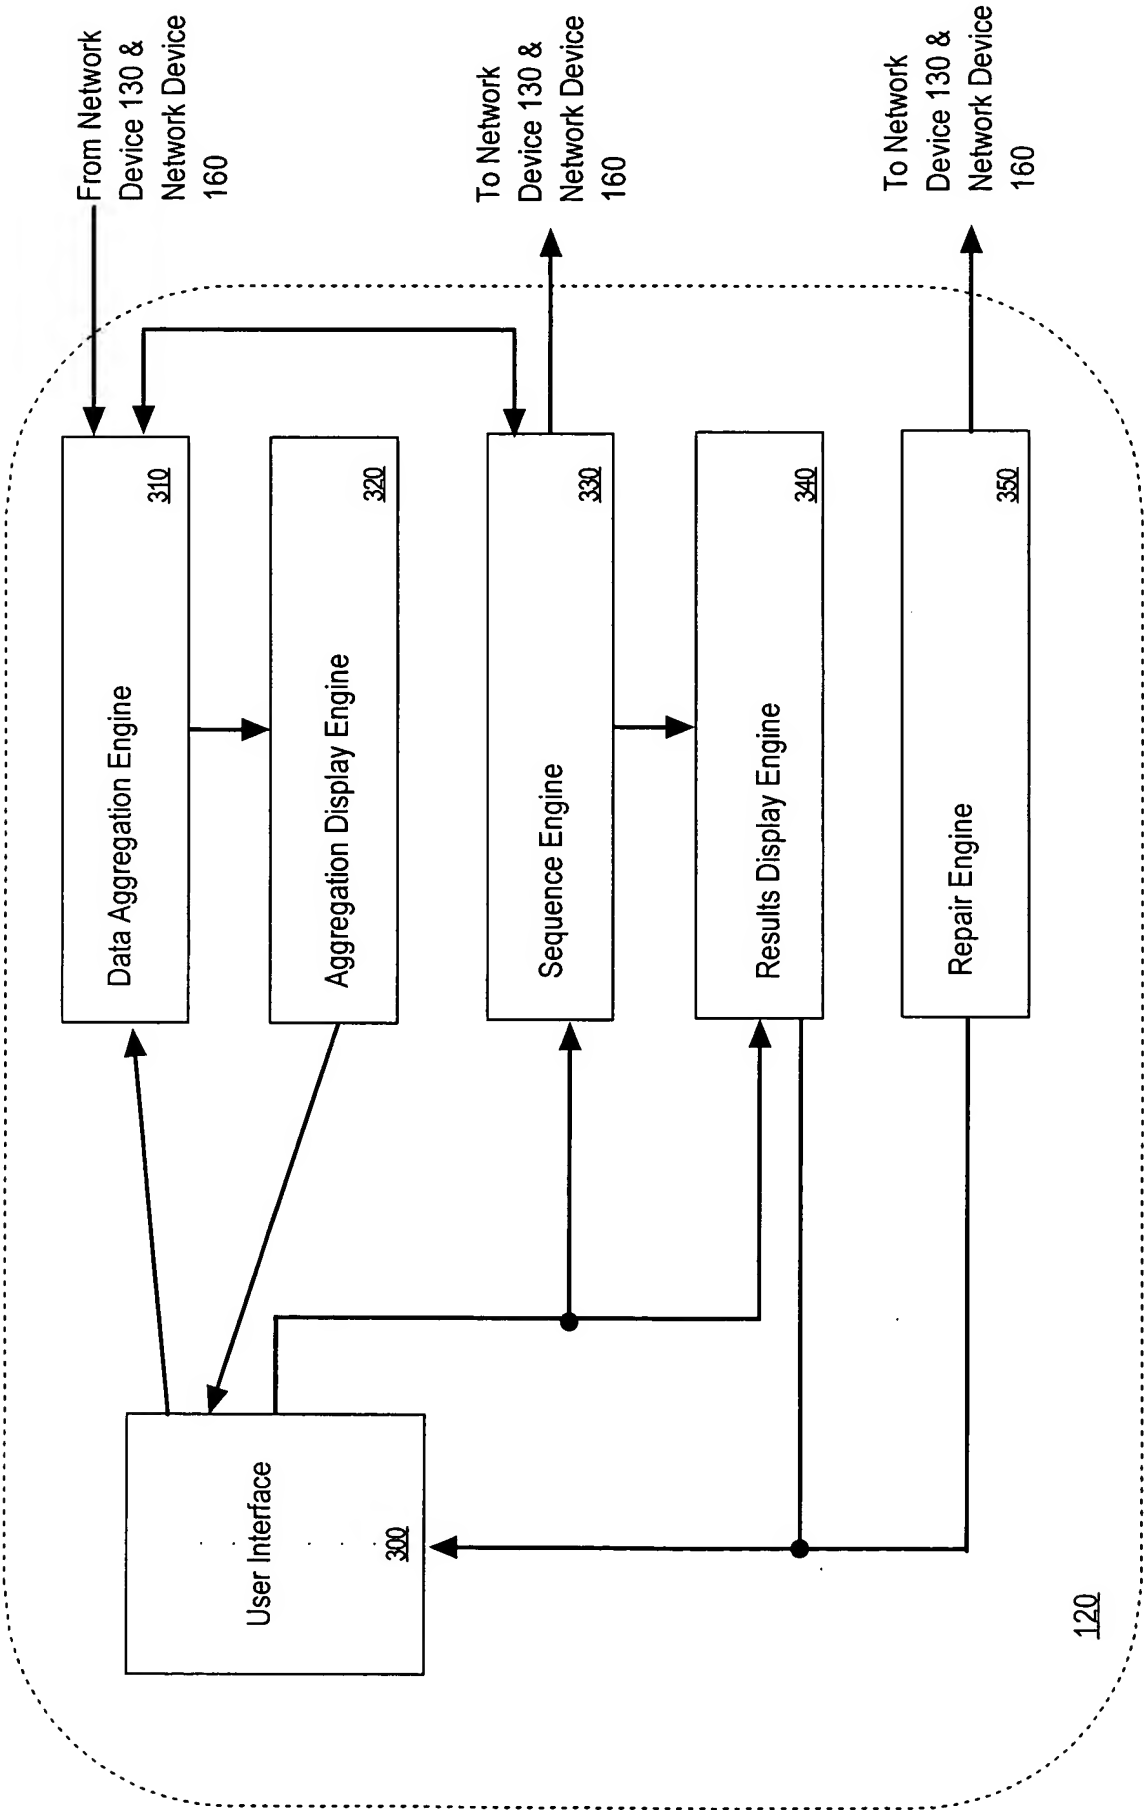 User Interface
300
Data Aggregation Engine
310
Aggregation Display Engine
320
Sequence Engine
330
Results Display Engine
340
Repair Engine
350
From Network
Device 130 &
Network Device
160
To Network
Device 130 &
Network Device
160
To Network
Device 130 &
Network Device
160
120